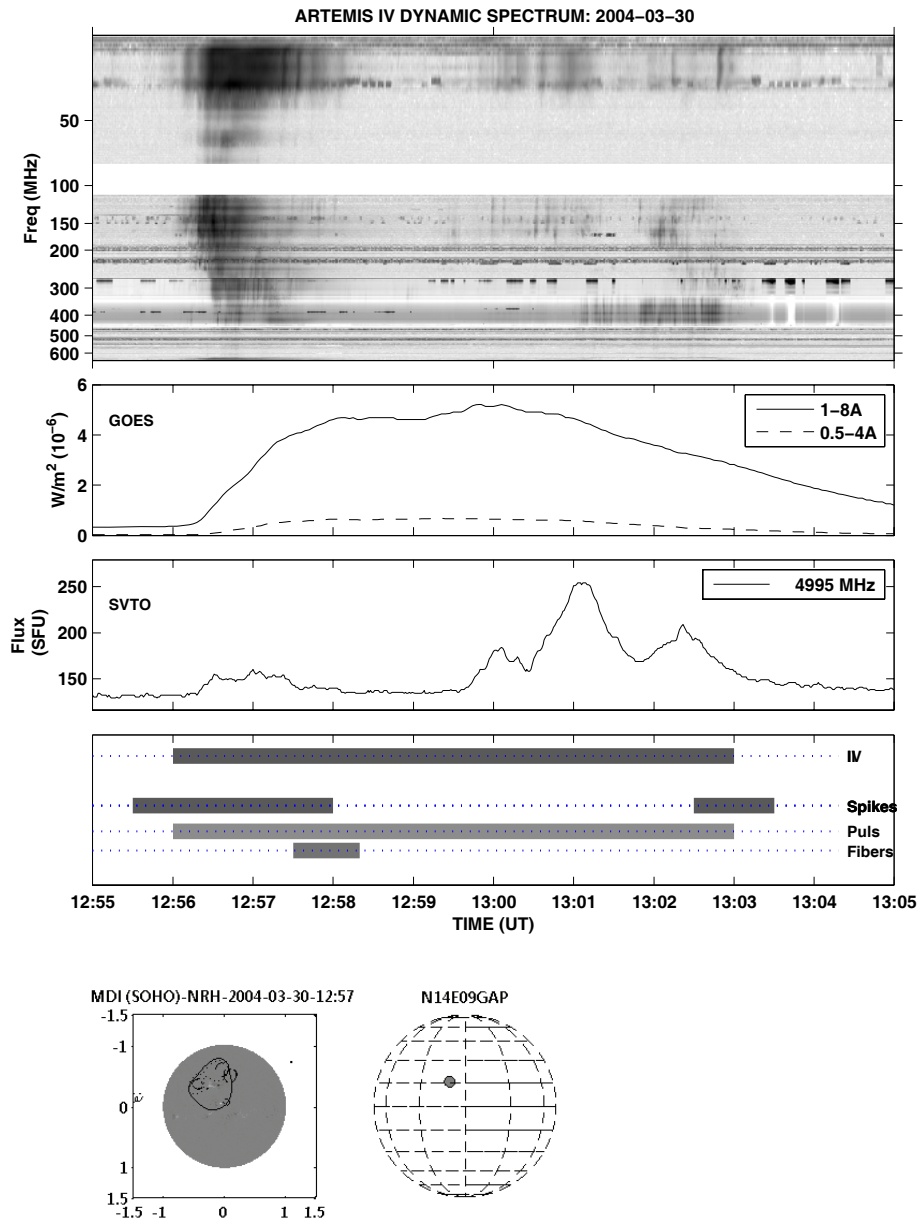 ARTEMIS IV DYNAMIC SPECTRUM: 2004−03−30
Freq (MHz)
50
100
150
200
300
400
500
600
GOES
W/m² (10⁻⁶)
6
4
2
0
1−8A
0.5−4A
SVTO
Flux
(SFU)
250
200
150
4995 MHz
IV
Spikes
Puls
Fibers
12:55 12:56 12:57 12:58 12:59 13:00 13:01 13:02 13:03 13:04 13:05
TIME (UT)
MDI (SOHO)-NRH-2004-03-30-12:57
-1.5
-1
0
1
1.5
-1.5 -1 0 1 1.5
N14E09GAP